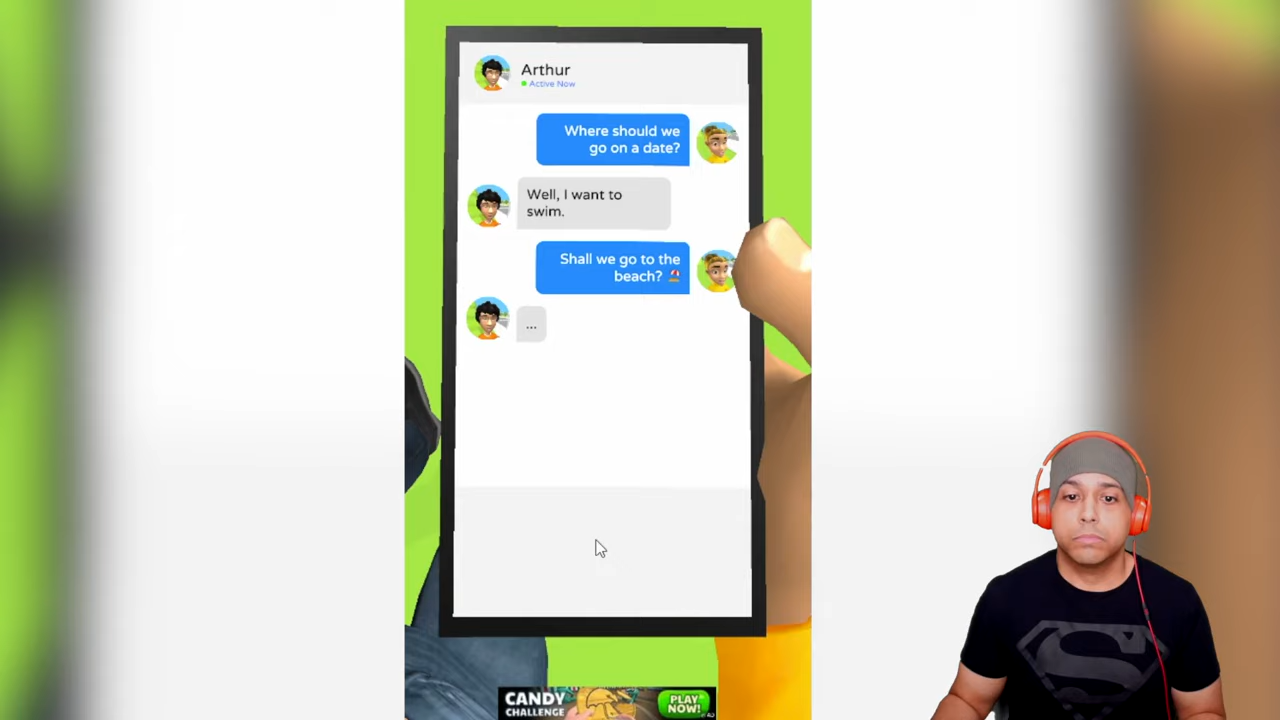 Arthur
Active Now
Where should we
go on a date?
Well, I want to
swim.
Shall we go to the
beach? ⛱
...
CANDY
CHALLENGE
PLAY
NOW!
AD